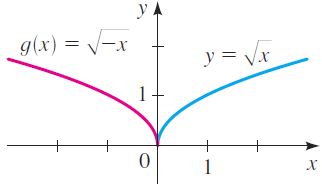 y
g(x) = √−x
y = √x
1
0
1
x